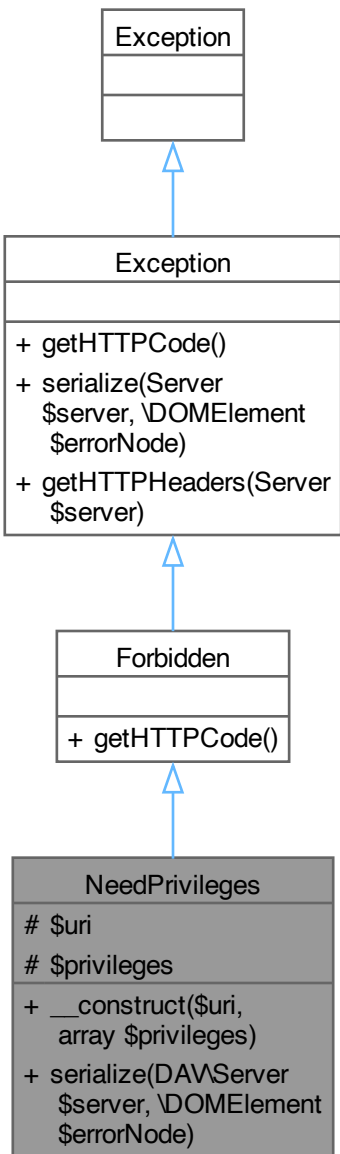 Exception
Exception
+ getHTTPCode()
+ serialize(Server
$server, \DOMElement
$errorNode)
+ getHTTPHeaders(Server
$server)
Forbidden
+ getHTTPCode()
NeedPrivileges
# $uri
# $privileges
+ __construct($uri,
array $privileges)
+ serialize(DAV\Server
$server, \DOMElement
$errorNode)